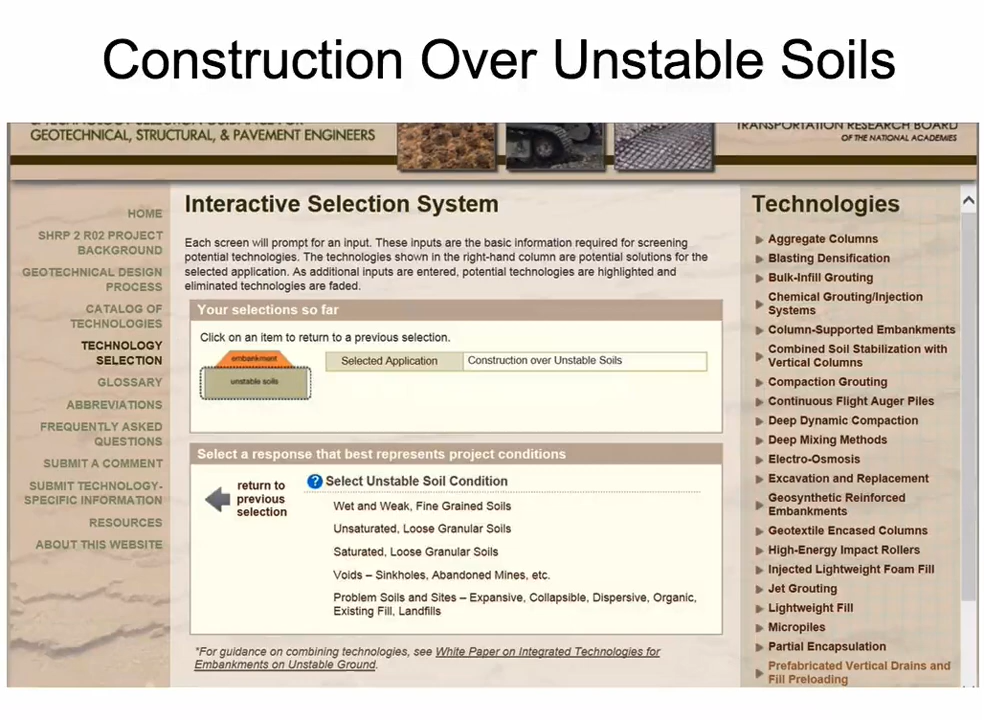 Construction Over Unstable Soils
GEOTECHNICAL, STRUCTURAL, & PAVEMENT ENGINEERS
TRANSPORTATION RESEARCH BOARD
OF THE NATIONAL ACADEMIES
HOME
SHRP 2 R02 PROJECT
BACKGROUND
GEOTECHNICAL DESIGN
PROCESS
CATALOG OF
TECHNOLOGIES
TECHNOLOGY
SELECTION
GLOSSARY
ABBREVIATIONS
FREQUENTLY ASKED
QUESTIONS
SUBMIT A COMMENT
SUBMIT TECHNOLOGY-
SPECIFIC INFORMATION
RESOURCES
ABOUT THIS WEBSITE
Interactive Selection System
Each screen will prompt for an input. These inputs are the basic information required for screening
potential technologies. The technologies shown in the right-hand column are potential solutions for the
selected application. As additional inputs are entered, potential technologies are highlighted and
eliminated technologies are faded.
Your selections so far
Click on an item to return to a previous selection.
embankment
unstable soils
Selected Application Construction over Unstable Soils
Select a response that best represents project conditions
return to
previous
selection
? Select Unstable Soil Condition
Wet and Weak, Fine Grained Soils
Unsaturated, Loose Granular Soils
Saturated, Loose Granular Soils
Voids – Sinkholes, Abandoned Mines, etc.
Problem Soils and Sites – Expansive, Collapsible, Dispersive, Organic,
Existing Fill, Landfills
*For guidance on combining technologies, see White Paper on Integrated Technologies for
Embankments on Unstable Ground.
Technologies
Aggregate Columns
Blasting Densification
Bulk-Infill Grouting
Chemical Grouting/Injection
Systems
Column-Supported Embankments
Combined Soil Stabilization with
Vertical Columns
Compaction Grouting
Continuous Flight Auger Piles
Deep Dynamic Compaction
Deep Mixing Methods
Electro-Osmosis
Excavation and Replacement
Geosynthetic Reinforced
Embankments
Geotextile Encased Columns
High-Energy Impact Rollers
Injected Lightweight Foam Fill
Jet Grouting
Lightweight Fill
Micropiles
Partial Encapsulation
Prefabricated Vertical Drains and
Fill Preloading